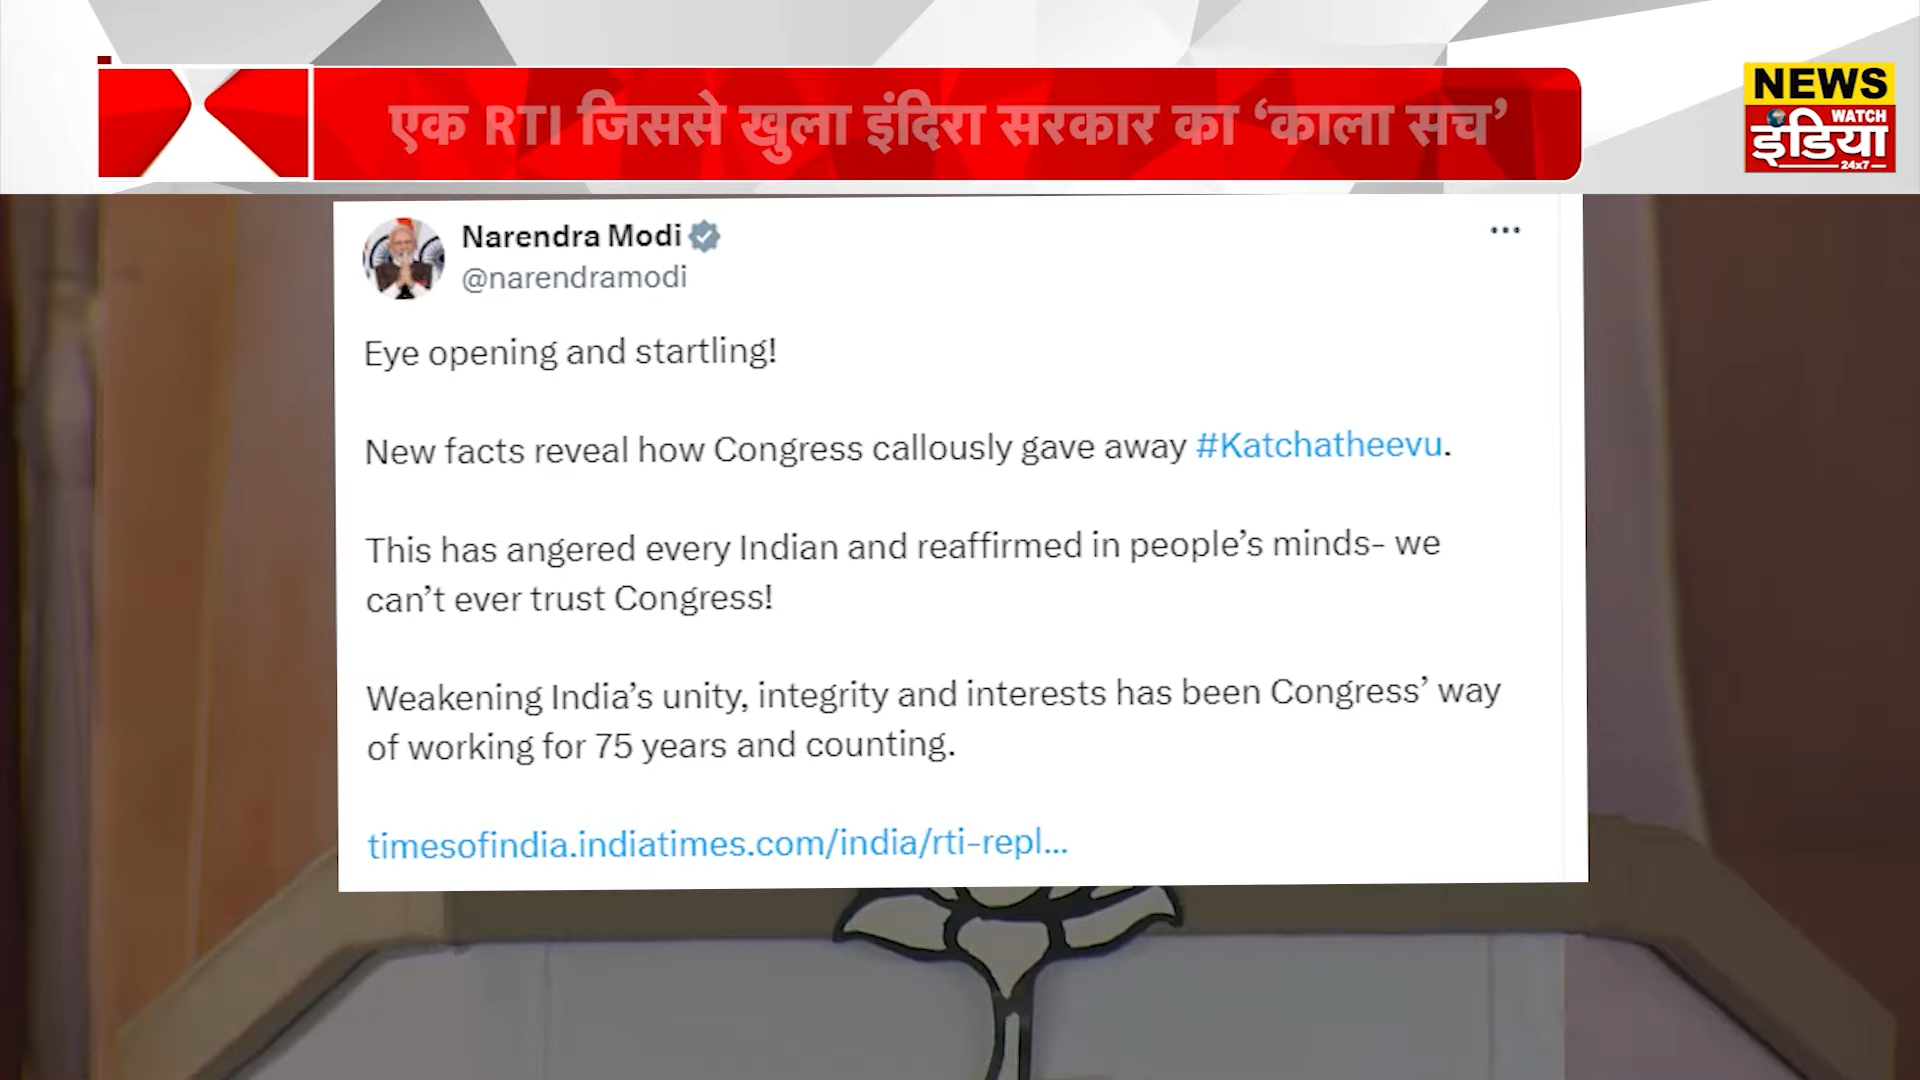 एक RTI जिससे खुला इंदिरा सरकार का ‘काला सच’
NEWS
WATCH
इंडिया
24x7
Narendra Modi
@narendramodi
Eye opening and startling!
New facts reveal how Congress callously gave away #Katchatheevu.
This has angered every Indian and reaffirmed in people’s minds- we
can’t ever trust Congress!
Weakening India’s unity, integrity and interests has been Congress’ way
of working for 75 years and counting.
timesofindia.indiatimes.com/india/rti-repl...